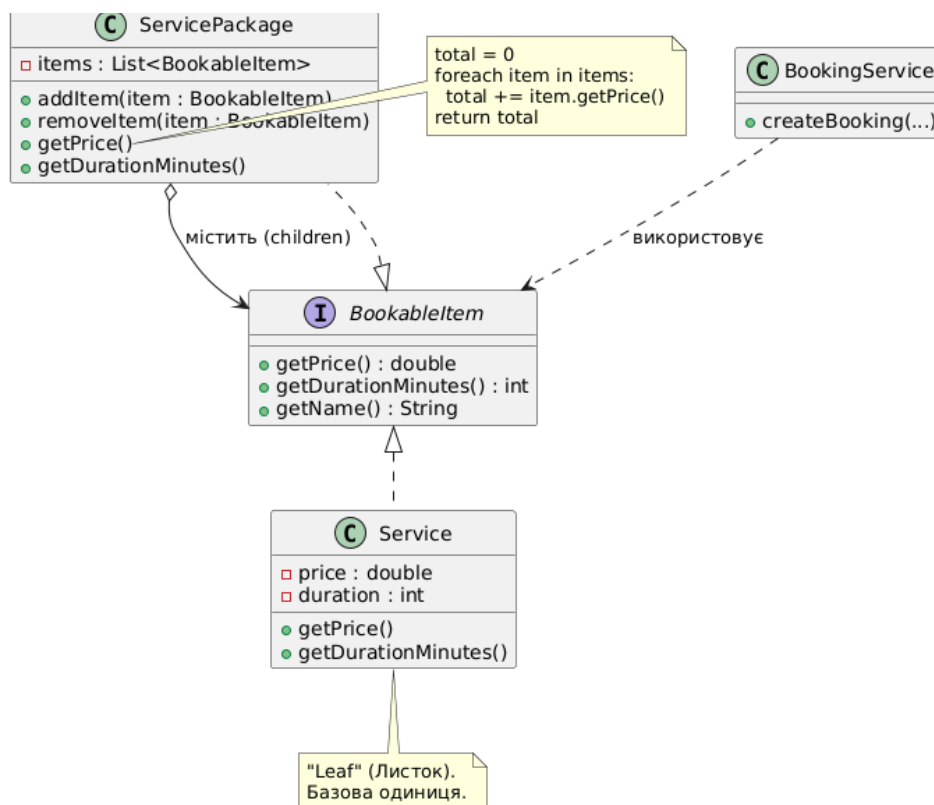 C ServicePackage
items : List<BookableItem>
addItem(item : BookableItem)
removeItem(item : BookableItem)
getPrice()
getDurationMinutes()
total = 0
foreach item in items:
total += item.getPrice()
return total
C BookingService
createBooking(...)
містить (children)
використовує
I BookableItem
getPrice() : double
getDurationMinutes() : int
getName() : String
C Service
price : double
duration : int
getPrice()
getDurationMinutes()
"Leaf" (Листок).
Базова одиниця.